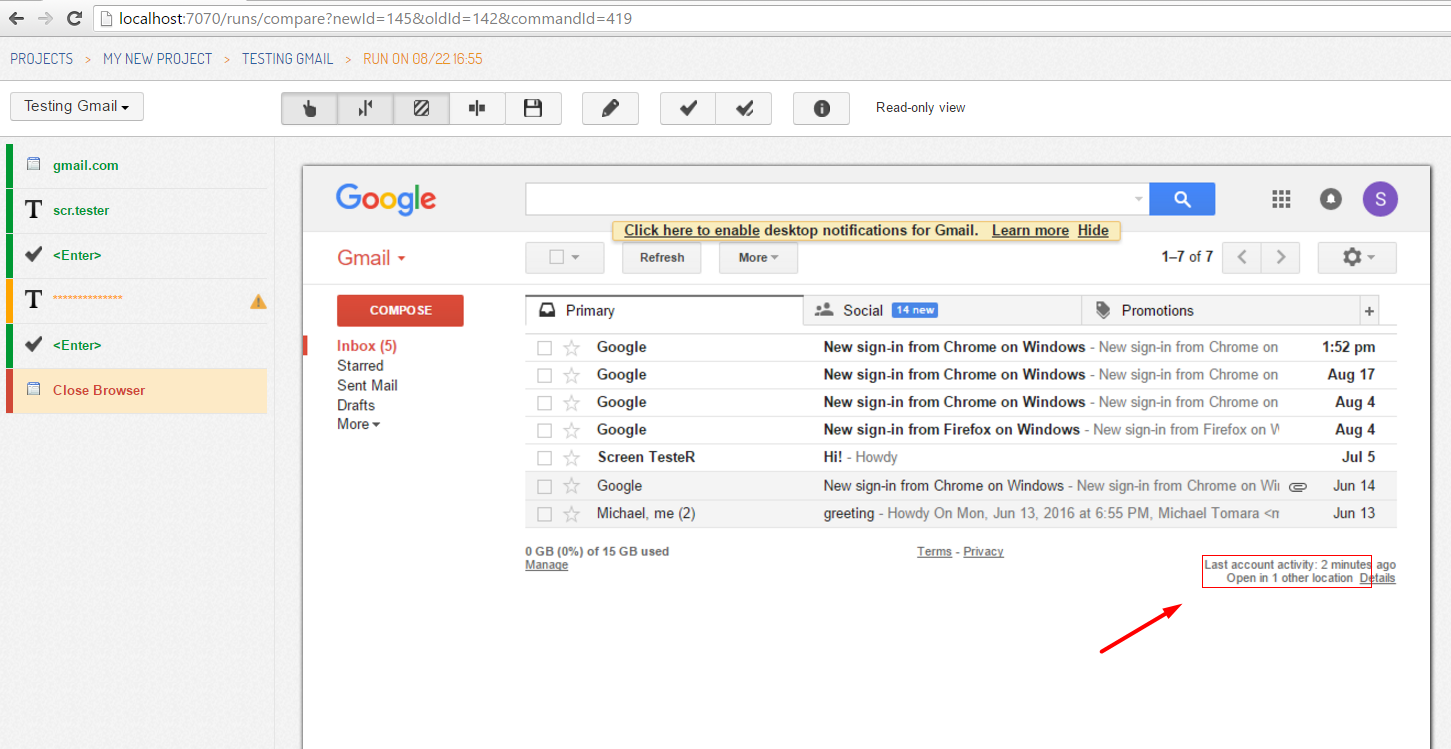 localhost:7070/runs/compare?newId=145&oldId=142&commandId=419
PROJECTS > MY NEW PROJECT > TESTING GMAIL > RUN ON 08/22 16:55
Testing Gmail
Read-only view
gmail.com
T scr.tester
<Enter>
T **************
<Enter>
Close Browser
Google
S
Click here to enable desktop notifications for Gmail. Learn more Hide
Gmail
Refresh
More
1–7 of 7
COMPOSE
Inbox (5)
Starred
Sent Mail
Drafts
More
Primary
Social 14 new
Promotions
+
Google New sign-in from Chrome on Windows - New sign-in from Chrome on 1:52 pm
Google New sign-in from Chrome on Windows - New sign-in from Chrome on Aug 17
Google New sign-in from Chrome on Windows - New sign-in from Chrome on Aug 4
Google New sign-in from Firefox on Windows - New sign-in from Firefox on W Aug 4
Screen TesteR Hi! - Howdy Jul 5
Google New sign-in from Chrome on Windows - New sign-in from Chrome on Wi Jun 14
Michael, me (2) greeting - Howdy On Mon, Jun 13, 2016 at 6:55 PM, Michael Tomara <m Jun 13
0 GB (0%) of 15 GB used
Manage
Terms - Privacy
Last account activity: 2 minutes ago
Open in 1 other location Details